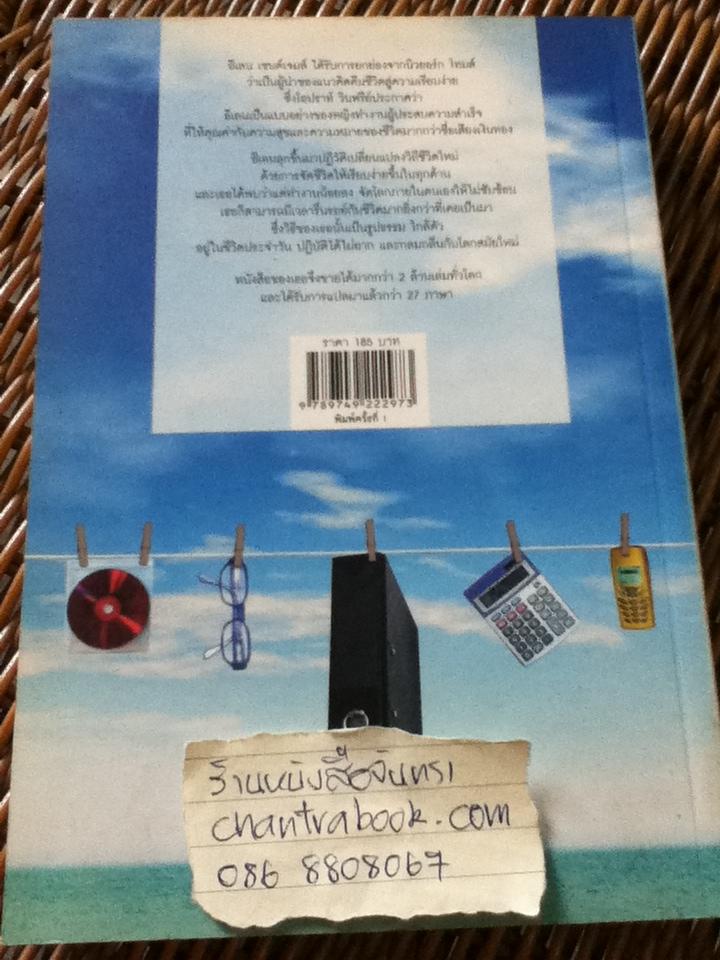 อีเลน เซนต์เจมส์ ได้รับการยกย่องจากนิวยอร์ก ไทมส์
ว่าเป็นผู้นำของแนวคิดคืนชีวิตสู่ความเรียบง่าย
ซึ่งโอปราห์ วินฟรีย์ประกาศว่า
อีเลนเป็นแบบอย่างของหญิงทำงานผู้ประสบความสำเร็จ
ที่ให้คุณค่ากับความสุขและความหมายของชีวิตมากกว่าชื่อเสียงเงินทอง
อีเลนลุกขึ้นมาปฏิวัติเปลี่ยนแปลงวิถีชีวิตใหม่
ด้วยการจัดชีวิตให้เรียบง่ายขึ้นในทุกด้าน
และเธอได้พบว่าแค่ทำงานน้อยลง จัดโลกภายในตนเองให้ไม่ซับซ้อน
เธอก็สามารถมีเวลารื่นรมย์กับชีวิตมากยิ่งกว่าที่เคยเป็นมา
ซึ่งวิธีของเธอนั้นเป็นรูปธรรม ใกล้ตัว
อยู่ในชีวิตประจำวัน ปฏิบัติได้ไม่ยาก และกลมกลืนกับโลกสมัยใหม่
หนังสือของเธอจึงขายได้มากกว่า 2 ล้านเล่มทั่วโลก
และได้รับการแปลมาแล้วกว่า 27 ภาษา
ราคา 185 บาท
9 789749 222973
พิมพ์ครั้งที่ 1
ร้านหนังสือจันทรา
chantrabook.com
086 8808067